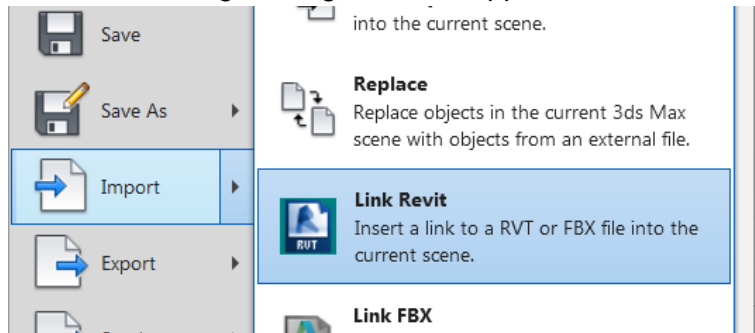 into the current scene.
Save
Replace
Replace objects in the current 3ds Max
scene with objects from an external file.
Save As
Import
Link Revit
Insert a link to a RVT or FBX file into the
current scene.
RVT
Export
Link FBX